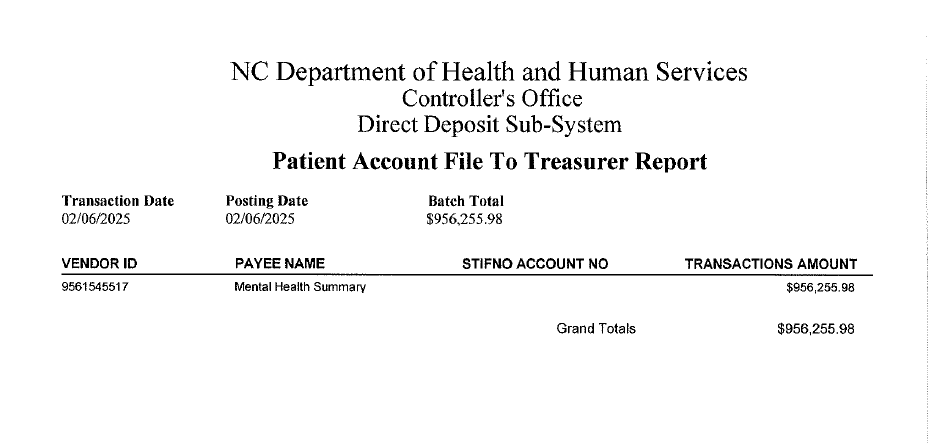 NC Department of Health and Human Services
Controller's Office
Direct Deposit Sub-System
Patient Account File To Treasurer Report
Transaction Date Posting Date Batch Total
02/06/2025 02/06/2025 $956,255.98
VENDOR ID PAYEE NAME STIFNO ACCOUNT NO TRANSACTIONS AMOUNT
9561545517 Mental Health Summary $956,255.98
Grand Totals $956,255.98